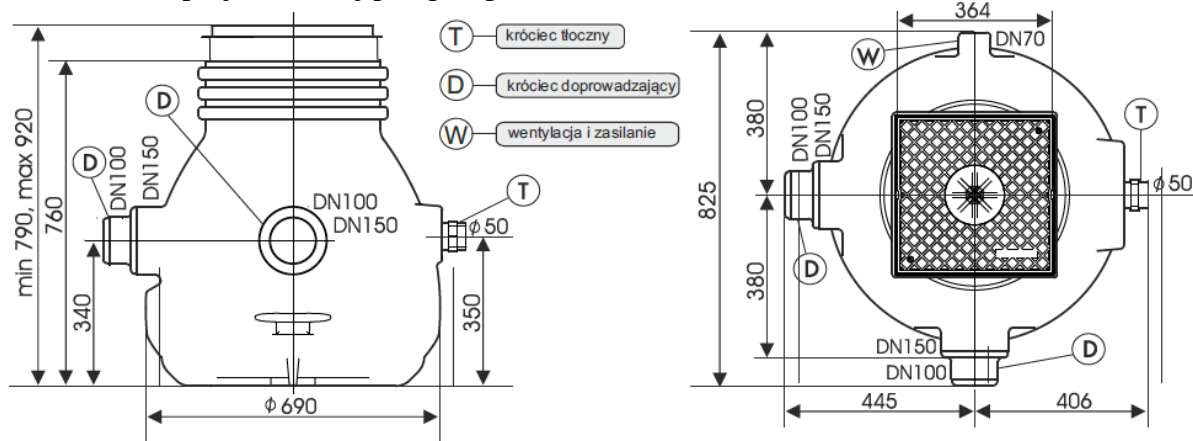 min 790, max 920
760
340
D
DN100
DN150
D
DN100
DN150
T
φ50
350
φ690
T króciec tłoczny
D króciec doprowadzający
W wentylacja i zasilanie
364
W
DN70
825
380
380
DN100
DN150
D
T
φ50
DN150
DN100
D
445
406